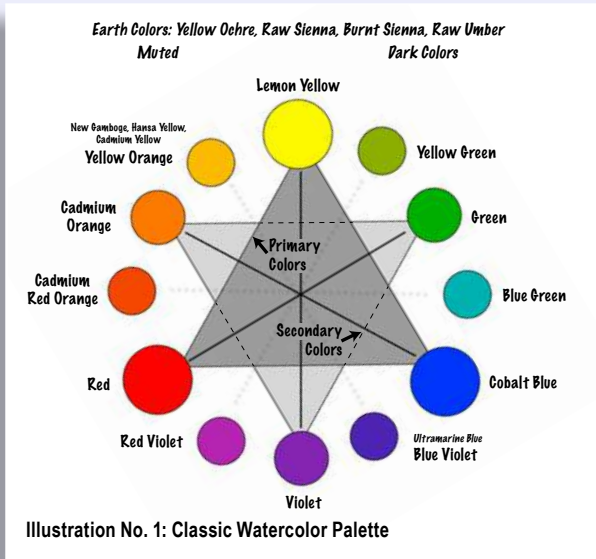 Earth Colors: Yellow Ochre, Raw Sienna, Burnt Sienna, Raw Umber
Muted Dark Colors
Lemon Yellow
New Gamboge, Hansa Yellow,
Cadmium Yellow
Yellow Orange
Yellow Green
Cadmium
Orange
Green
Primary
Colors
Cadmium
Red Orange
Blue Green
Secondary
Colors
Red
Cobalt Blue
Red Violet
Ultramarine Blue
Blue Violet
Violet
Illustration No. 1: Classic Watercolor Palette